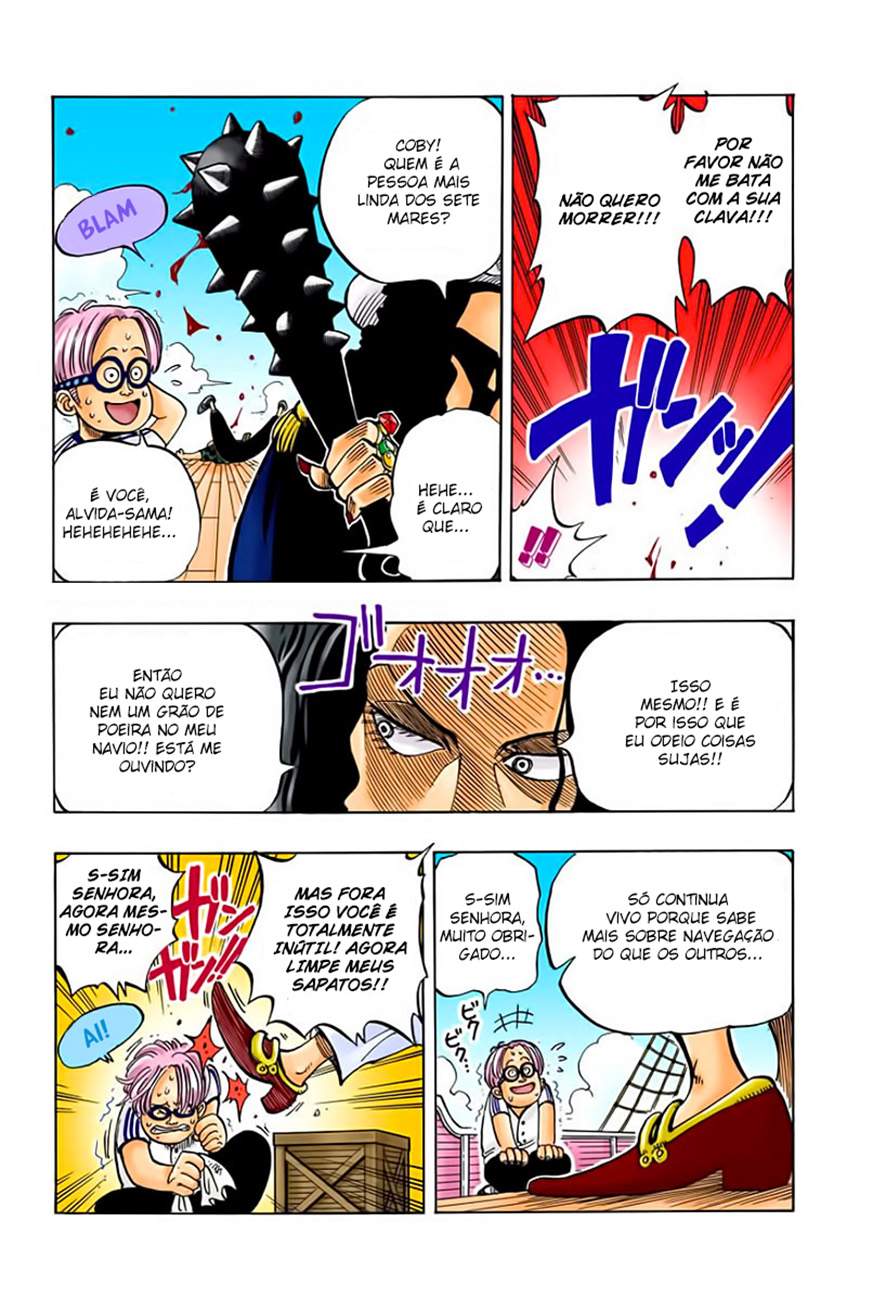 POR
FAVOR NÃO
ME BATA
COM A SUA
CLAVA!!!
NÃO QUERO
MORRER!!!
ガンッ!
!!
COBY!
QUEM É A
PESSOA MAIS
LINDA DOS SETE
MARES?
BLAM
É VOCÊ,
ALVIDA-SAMA!
HEHEHEHEHE...
HEHE...
É CLARO
QUE...
ISSO
MESMO!! E É
POR ISSO QUE
EU ODEIO COISAS
SUJAS!!
ゴオオオ...
ENTÃO
EU NÃO QUERO
NEM UM GRÃO DE
POEIRA NO MEU
NAVIO!! ESTÁ ME
OUVINDO?
SÓ CONTINUA
VIVO PORQUE SABE
MAIS SOBRE NAVEGAÇÃO
DO QUE OS OUTROS...
S-SIM
SENHORA,
MUITO OBRI-
GADO...
ビク
ビク...
MAS FORA
ISSO VOCÊ É
TOTALMENTE
INÚTIL! AGORA
LIMPE MEUS
SAPATOS!!
ガン
ガン!!
S-SIM
SENHORA,
AGORA MES-
MO SENHO-
RA...
AI!